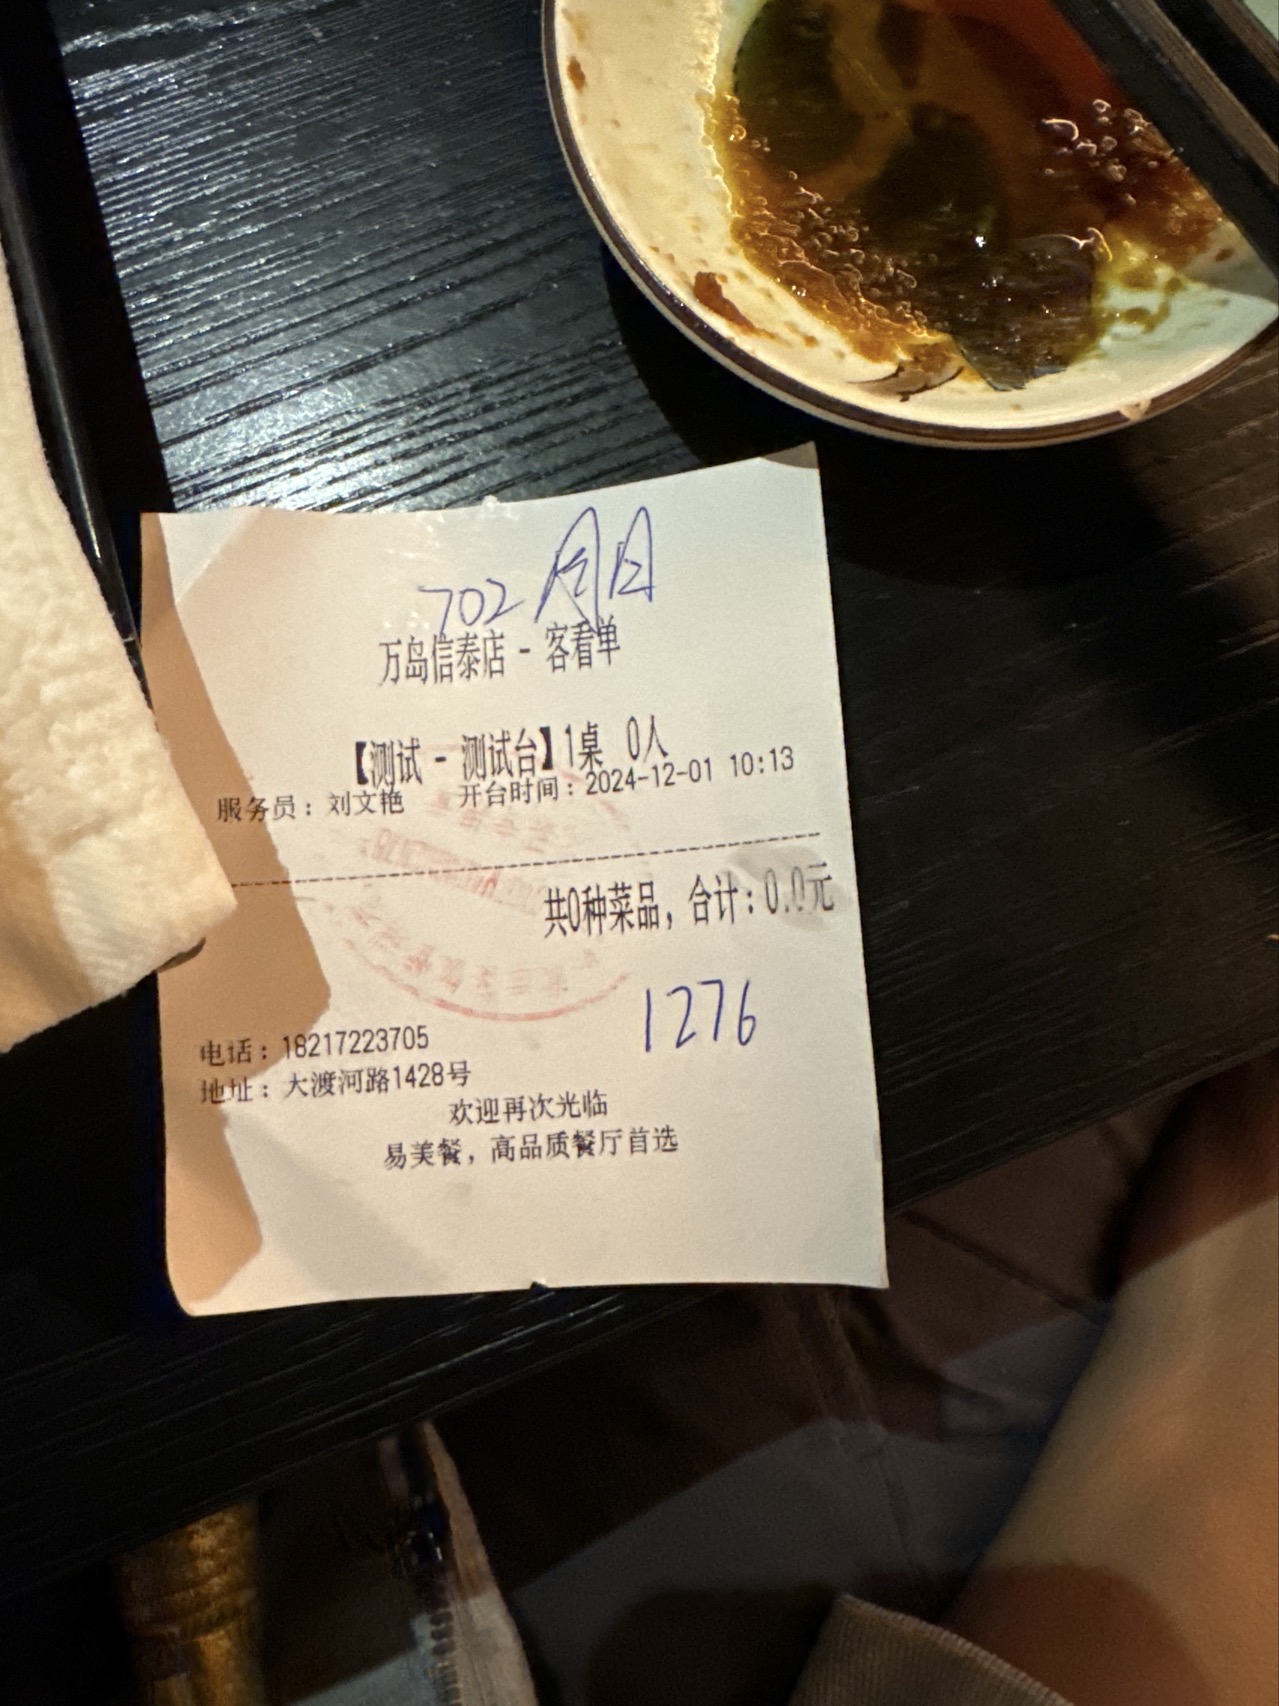 702
万岛信泰店 - 客看单
【测试 - 测试台】1桌 0人
服务员：刘文艳 开台时间：2024-12-01 10:13
共0种菜品，合计：0.0元
1276
电话：18217223705
地址：大渡河路1428号
欢迎再次光临
易美餐，高品质餐厅首选